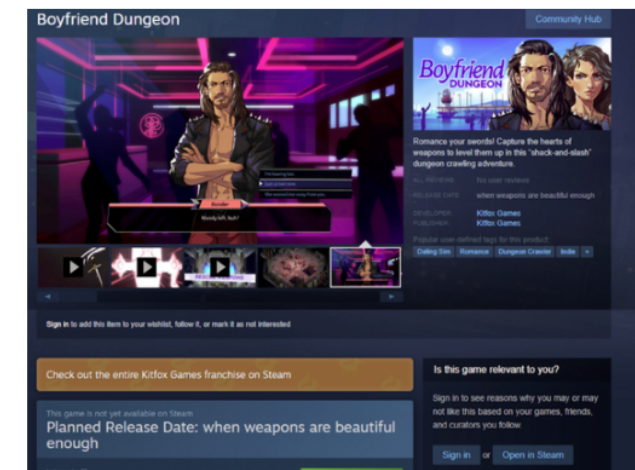 Boyfriend Dungeon
Community Hub
Sunder
Bloody left, huh?
Boyfriend
DUNGEON
Romance your swords! Capture the hearts of
weapons to level them up in this "shack-and-slash"
dungeon crawling adventure.
ALL REVIEWS: No user reviews
RELEASE DATE: when weapons are beautiful enough
DEVELOPER: Kitfox Games
PUBLISHER: Kitfox Games
Popular user-defined tags for this product:
Dating Sim Romance Dungeon Crawler Indie +
Sign in to add this item to your wishlist, follow it, or mark it as not interested
Check out the entire Kitfox Games franchise on Steam
This game is not yet available on Steam
Planned Release Date: when weapons are beautiful
enough
Is this game relevant to you?
Sign in to see reasons why you may or may
not like this based on your games, friends,
and curators you follow.
Sign in or Open in Steam